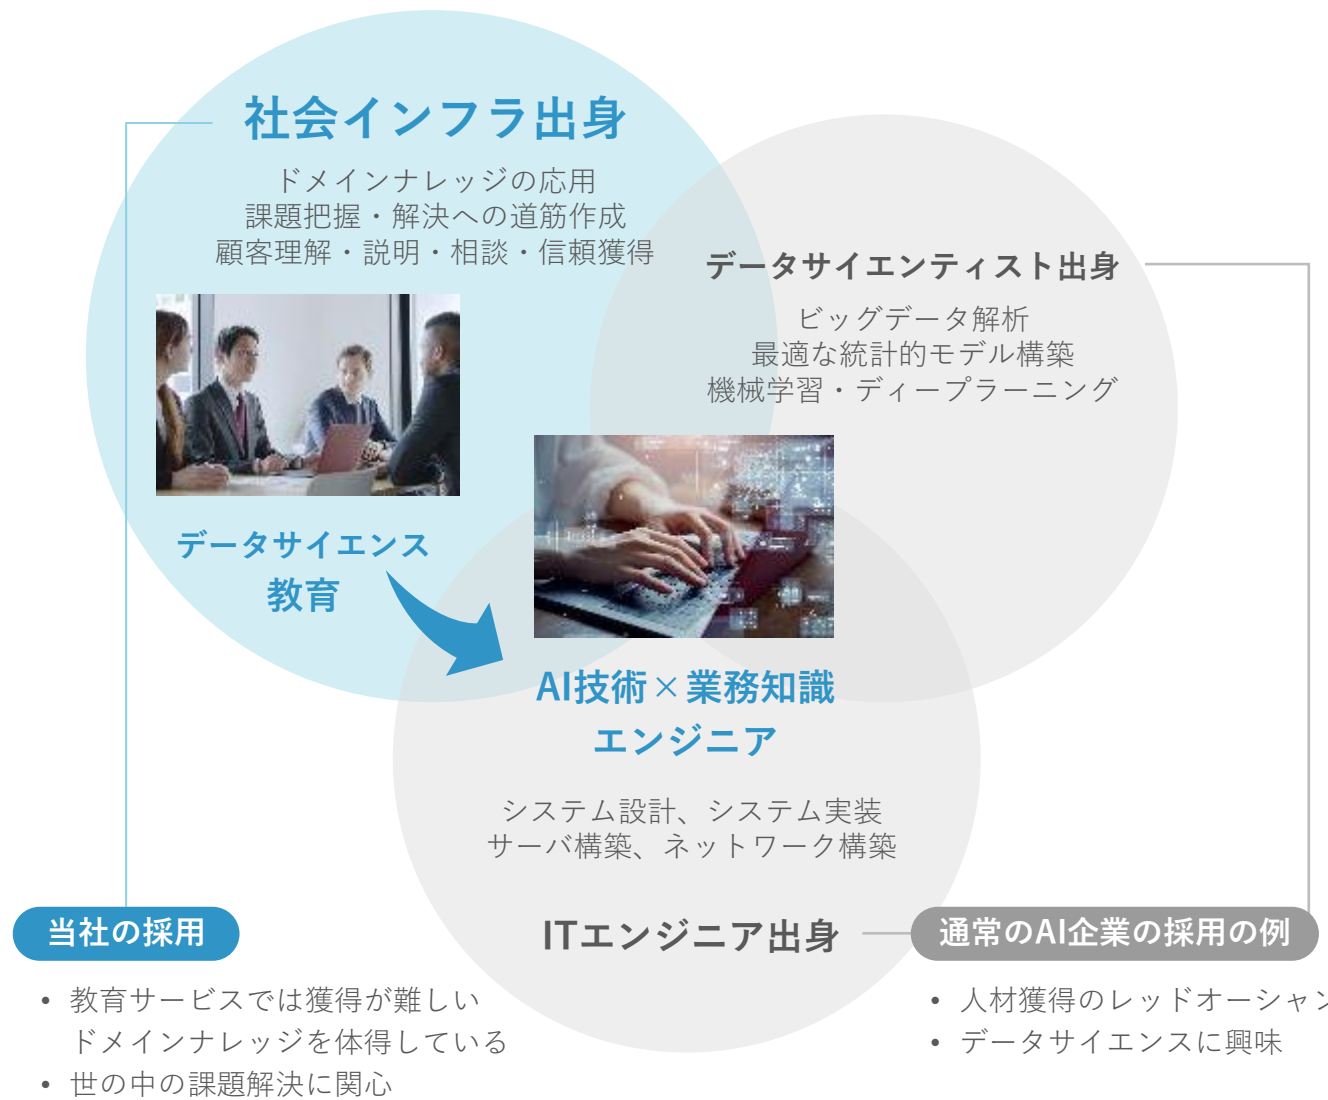 社会インフラ出身
ドメインナレッジの応用
課題把握・解決への道筋作成
顧客理解・説明・相談・信頼獲得
データサイエンティスト出身
ビッグデータ解析
最適な統計的モデル構築
機械学習・ディープラーニング
データサイエンス
教育
AI技術×業務知識
エンジニア
システム設計、システム実装
サーバ構築、ネットワーク構築
ITエンジニア出身
当社の採用
• 教育サービスでは獲得が難しい
ドメインナレッジを体得している
• 世の中の課題解決に関心
通常のAI企業の採用の例
• 人材獲得のレッドオーシャン
• データサイエンスに興味